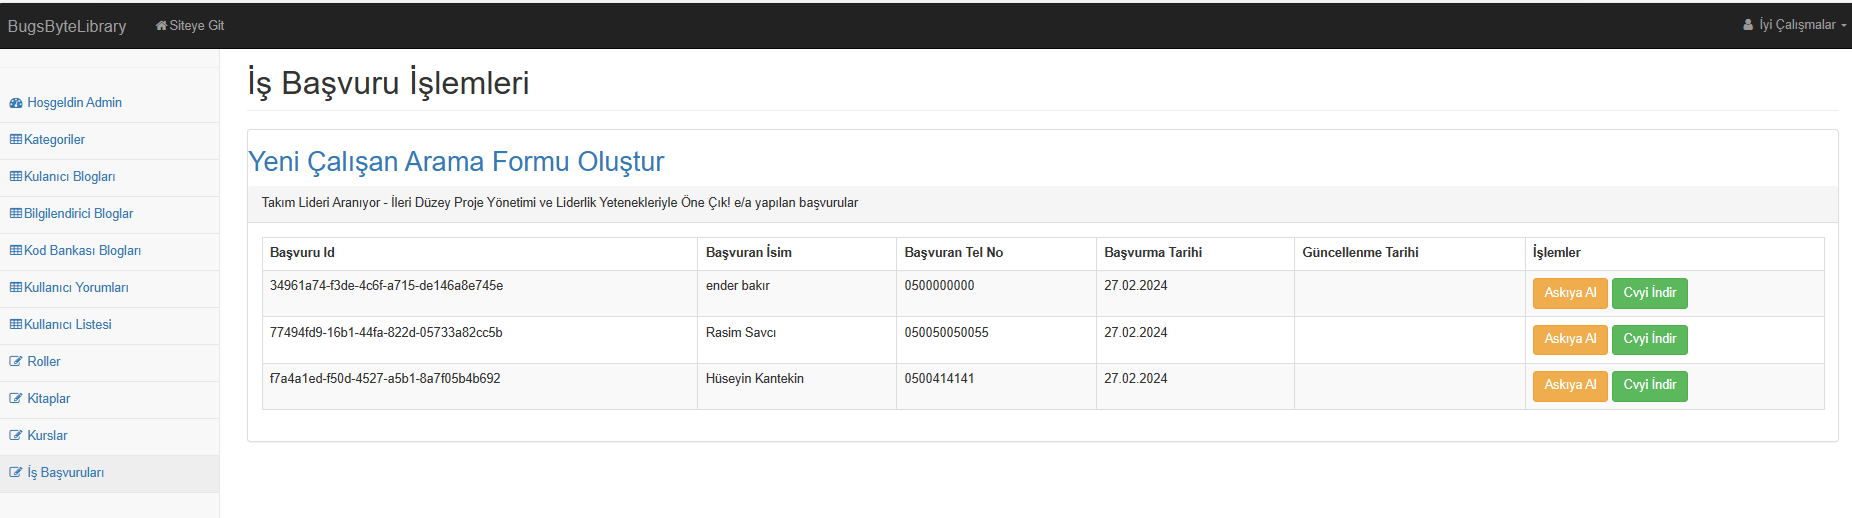 BugsByteLibrary Siteye Git İyi Çalışmalar
Hoşgeldin Admin
Kategoriler
Kulanıcı Blogları
Bilgilendirici Bloglar
Kod Bankası Blogları
Kullanıcı Yorumları
Kullanıcı Listesi
Roller
Kitaplar
Kurslar
İş Başvuruları
İş Başvuru İşlemleri
Yeni Çalışan Arama Formu Oluştur
Takım Lideri Aranıyor - İleri Düzey Proje Yönetimi ve Liderlik Yetenekleriyle Öne Çık! e/a yapılan başvurular
Başvuru Id Başvuran İsim Başvuran Tel No Başvurma Tarihi Güncellenme Tarihi İşlemler
34961a74-f3de-4c6f-a715-de146a8e745e ender bakır 0500000000 27.02.2024 Askıya Al Cvyi İndir
77494fd9-16b1-44fa-822d-05733a82cc5b Rasim Savcı 050050050055 27.02.2024 Askıya Al Cvyi İndir
f7a4a1ed-f50d-4527-a5b1-8a7f05b4b692 Hüseyin Kantekin 0500414141 27.02.2024 Askıya Al Cvyi İndir